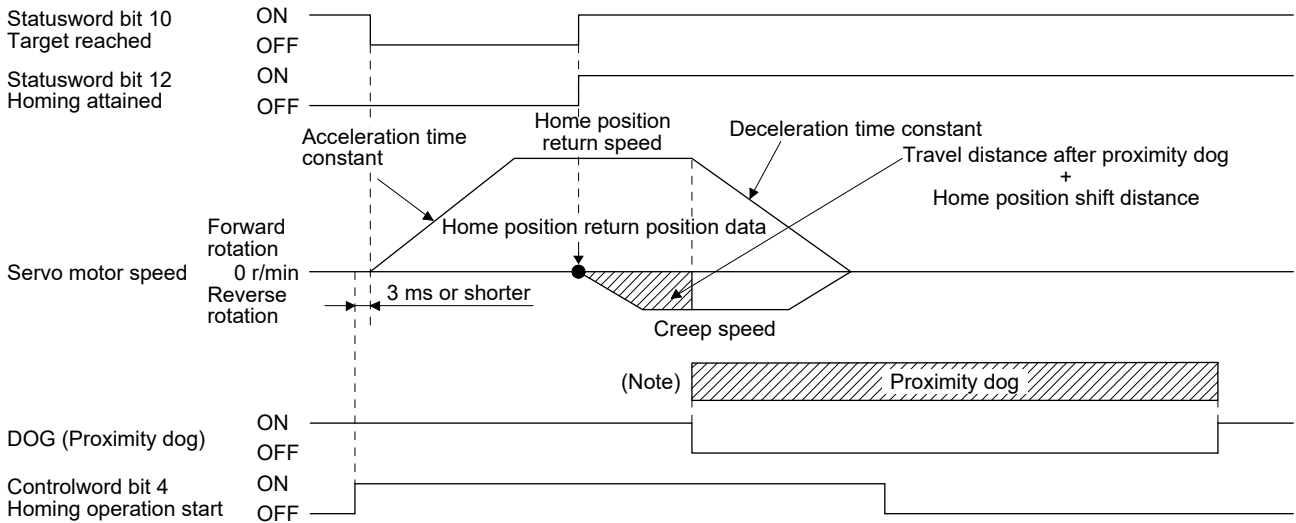 Statusword bit 10
Target reached
ON
OFF
Statusword bit 12
Homing attained
ON
OFF
Acceleration time
constant
Home position
return speed
Deceleration time constant
Travel distance after proximity dog
+
Home position shift distance
Home position return position data
Servo motor speed
Forward
rotation
0 r/min
Reverse
rotation
3 ms or shorter
Creep speed
(Note)
Proximity dog
DOG (Proximity dog)
ON
OFF
Controlword bit 4
Homing operation start
ON
OFF